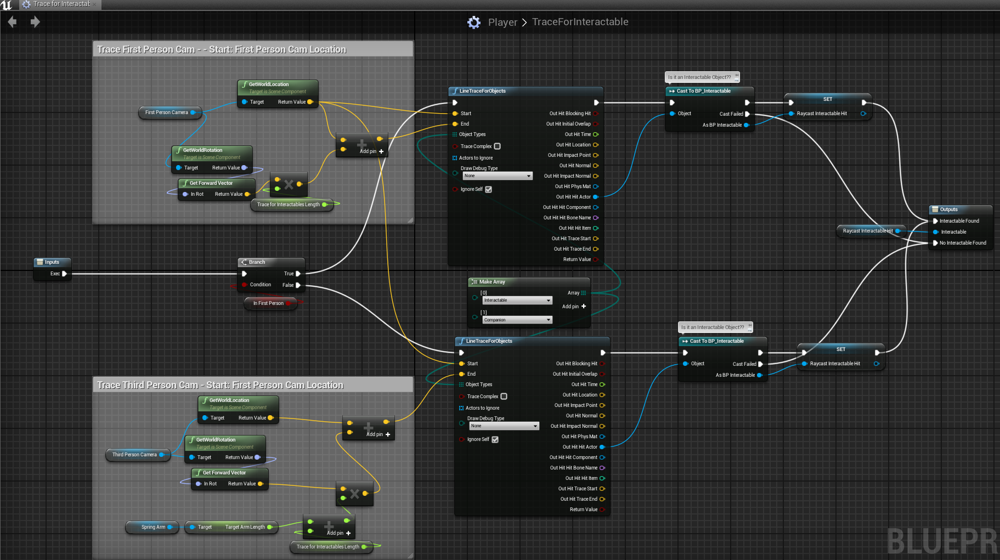 Trace for Interactab
Player > TraceForInteractable
Trace First Person Cam - - Start: First Person Cam Location
GetWorldLocation
Target is Scene Component
Target Return Value
First Person Camera
GetWorldRotation
Target is Scene Component
Target Return Value
Get Forward Vector
In Rot Return Value
Add pin
Trace for Interactables Length
Inputs
Exec
Branch
True
Condition False
In First Person
LineTraceForObjects
Start Out Hit Blocking Hit
End Out Hit Initial Overlap
Object Types Out Hit Time
Trace Complex Out Hit Location
Actors to Ignore Out Hit Impact Point
Draw Debug Type Out Hit Normal
None Out Hit Impact Normal
Out Hit Phys Mat
Ignore Self Out Hit Hit Actor
Out Hit Hit Component
Out Hit Hit Bone Name
Out Hit Hit Item
Out Hit Trace Start
Out Hit Trace End
Return Value
Is it an Interactable Object??
Cast To BP_Interactable
Object Cast Failed
As BP Interactable
SET
Raycast Interactable Hit
Raycast Interactable Hit
Outputs
Interactable Found
Interactable
No Interactable Found
Make Array
[0] Array
Interactable
Add pin
[1]
Companion
LineTraceForObjects
Start Out Hit Blocking Hit
End Out Hit Initial Overlap
Object Types Out Hit Time
Trace Complex Out Hit Location
Actors to Ignore Out Hit Impact Point
Draw Debug Type Out Hit Normal
None Out Hit Impact Normal
Out Hit Phys Mat
Ignore Self Out Hit Hit Actor
Out Hit Hit Component
Out Hit Hit Bone Name
Out Hit Hit Item
Out Hit Trace Start
Out Hit Trace End
Return Value
Is it an Interactable Object??
Cast To BP_Interactable
Object Cast Failed
As BP Interactable
SET
Raycast Interactable Hit
Trace Third Person Cam - Start: First Person Cam Location
GetWorldLocation
Target is Scene Component
Target Return Value
GetWorldRotation
Target is Scene Component
Third Person Camera
Target Return Value
Get Forward Vector
In Rot Return Value
Add pin
Spring Arm
Target Target Arm Length
Add pin
Trace for Interactables Length
BLUEPR